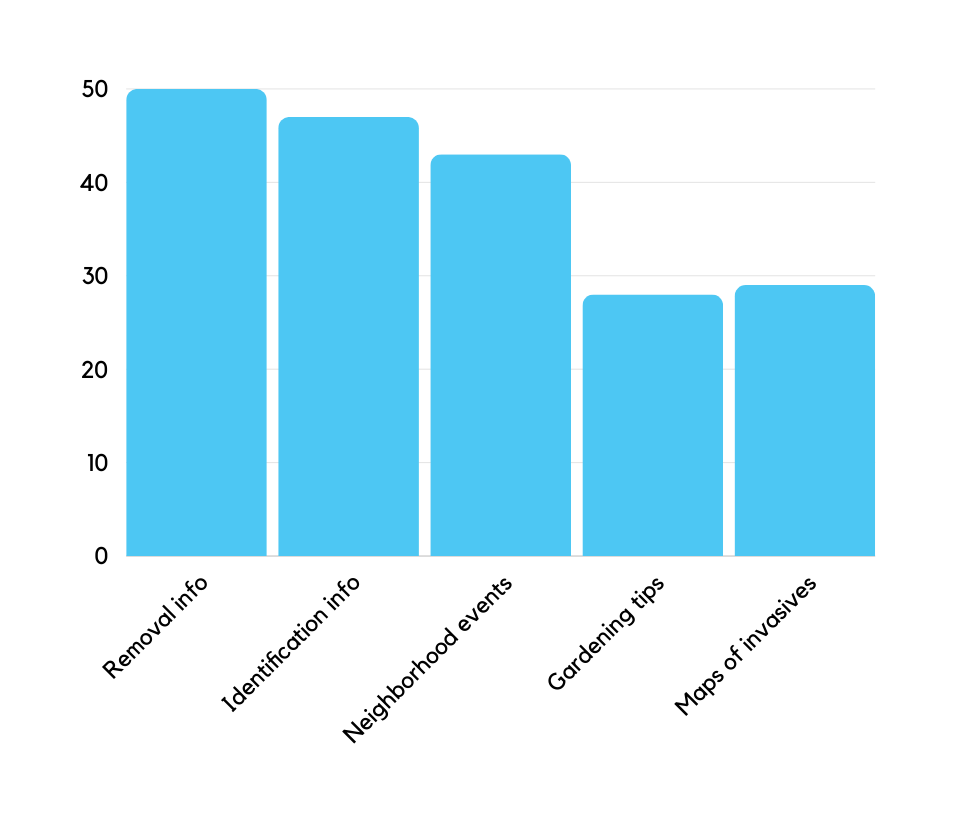 50
40
30
20
10
0
Removal info
Identification info
Neighborhood events
Gardening tips
Maps of invasives